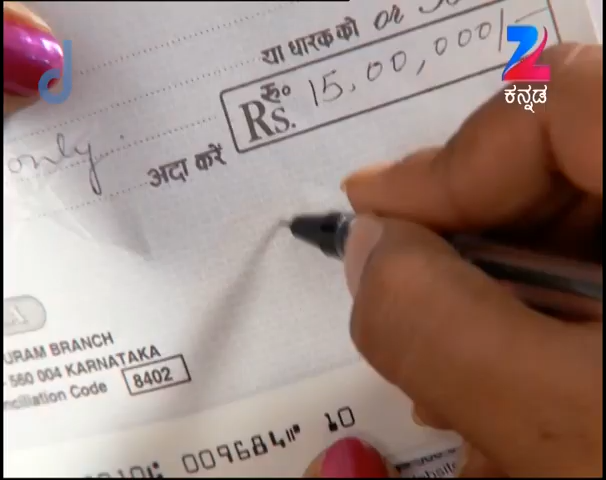 या धारक को or
रु० Rs. 15,00,000/-
only.
अदा करें
Z
ಕನ್ನಡ
d
A
URAM BRANCH
- 560 004 KARNATAKA
nciliation Code 8402
009684 10